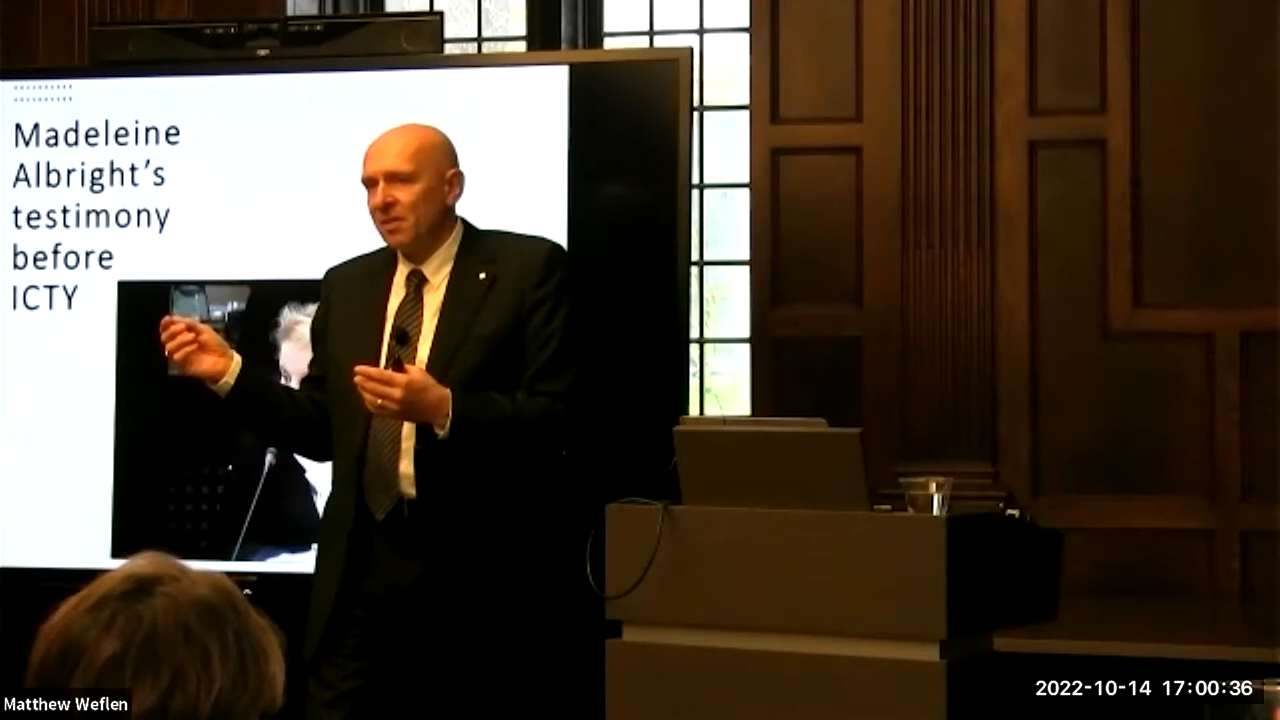 Madeleine
Albright’s
testimony
before
ICTY
Matthew Weflen
2022-10-14 17:00:36